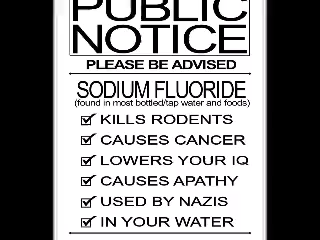 PUBLIC
NOTICE
PLEASE BE ADVISED
SODIUM FLUORIDE
(found in most bottled/tap water and foods)
KILLS RODENTS
CAUSES CANCER
LOWERS YOUR IQ
CAUSES APATHY
USED BY NAZIS
IN YOUR WATER